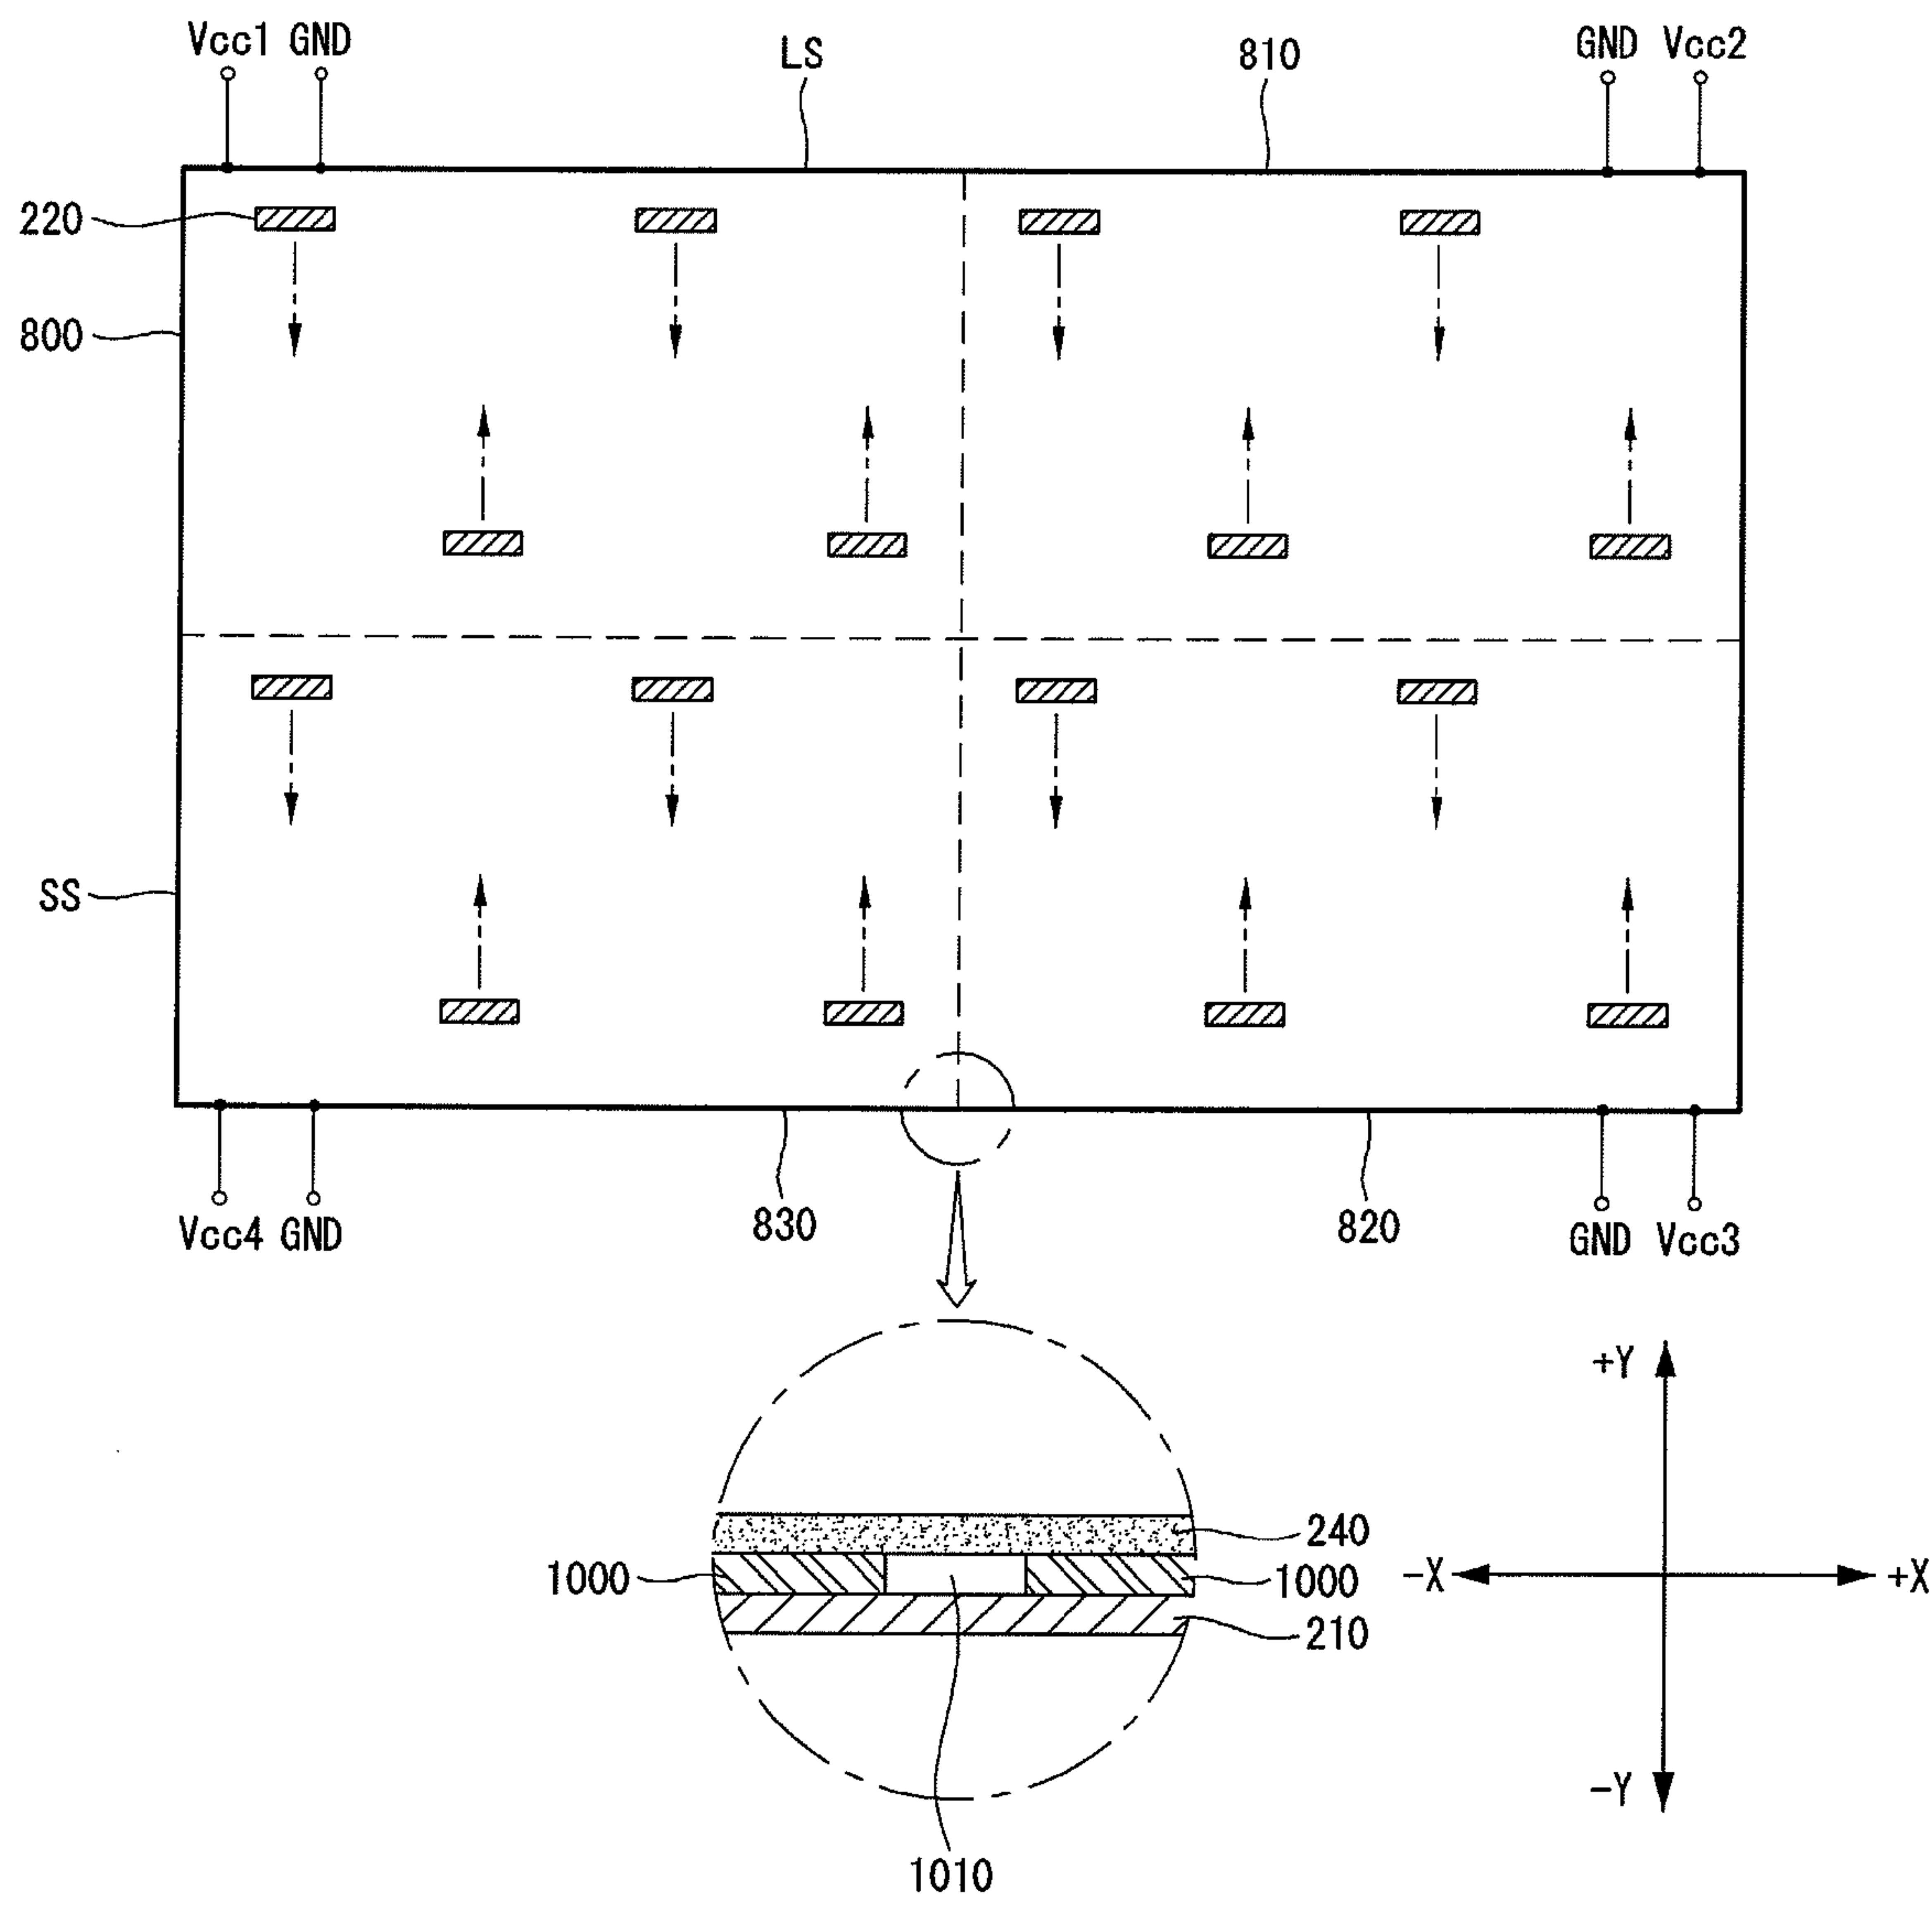 Vcc1 GND LS 810 GND Vcc2
220
800
SS
Vcc4 GND 830 820 GND Vcc3
+Y
240
1000 1000 -X +X
210
-Y
1010